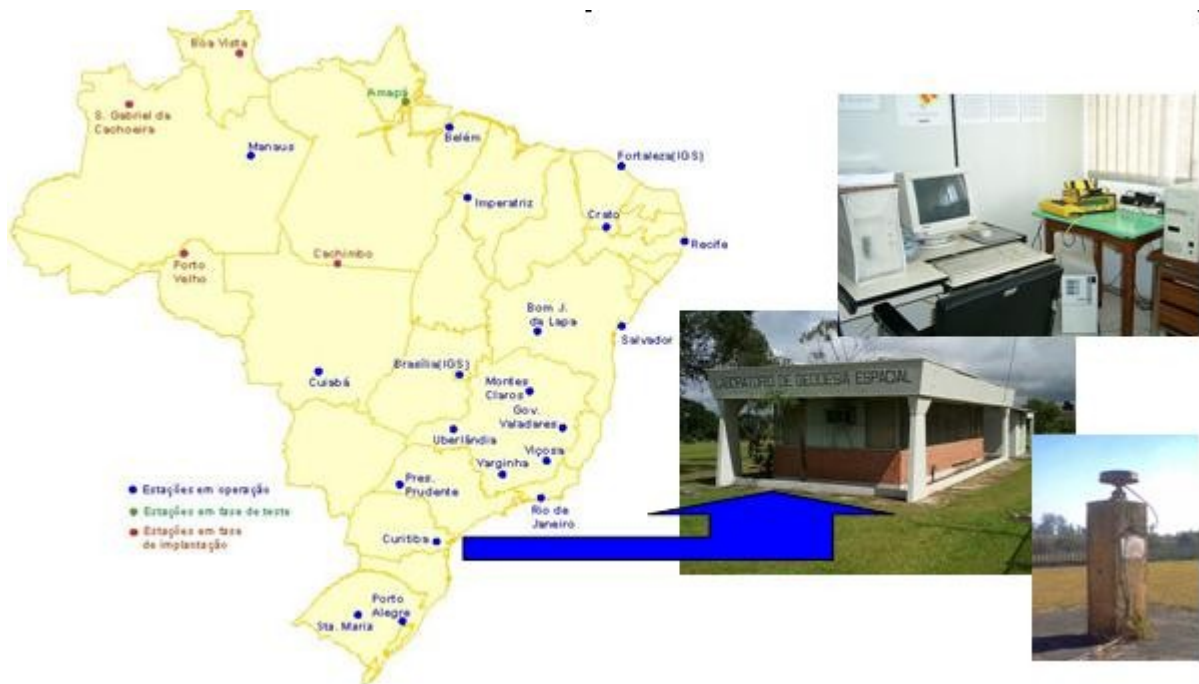 Boa Vista
Amapá
S. Gabriel da
Cachoeira
Manaus
Belém
Fortaleza(IGS)
Imperatriz
Crato
Recife
Porto
Velho
Cachimbo
Bom J.
da Lapa
Salvador
Cuiabá
Brasília(IGS)
Montes
Claros
Gov.
Valadares
Uberlândia
Viçosa
Varginha
Pres.
Prudente
Rio de
Janeiro
Curitiba
Porto
Alegre
Sta. Maria
Estações em operação
Estações em fase de teste
Estações em fase
de implantação
LABORATÓRIO DE GEODESIA ESPACIAL